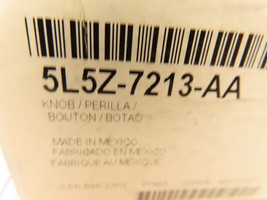 5L5Z-7213-AA
KNOB / PERILLA /
BOUTON / BOTAO
MADE IN MEXICO
FABRICADO EN MEXICO
FABRIQUE AU MEXIQUE